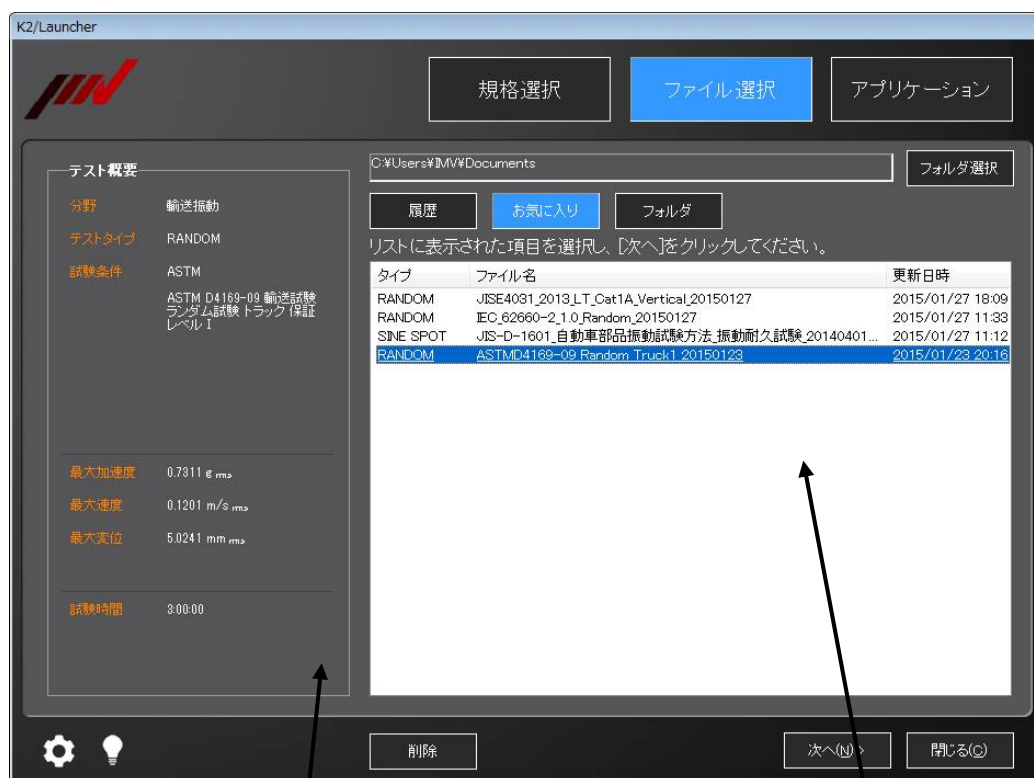 K2/Launcher
規格選択
ファイル選択
アプリケーション
テスト概要
分野 輸送振動
テストタイプ RANDOM
試験条件 ASTM
ASTM D4169-09 輸送試験
ランダム試験 トラック 保証
レベル I
最大加速度 0.7311 g rms
最大速度 0.1201 m/s rms
最大変位 5.0241 mm rms
試験時間 3:00:00
C:¥Users¥IMV¥Documents
フォルダ選択
履歴
お気に入り
フォルダ
リストに表示された項目を選択し、[次へ]をクリックしてください。
タイプ ファイル名 更新日時
RANDOM JISE4031_2013_LT_Cat1A_Vertical_20150127 2015/01/27 18:09
RANDOM IEC_62660-2_1.0_Random_20150127 2015/01/27 11:33
SINE SPOT JIS-D-1601_自動車部品振動試験方法_振動耐久試験_20140401... 2015/01/27 11:12
RANDOM ASTMD4169-09 Random Truck1 20150123 2015/01/23 20:16
削除
次へ(N) >
閉じる(C)